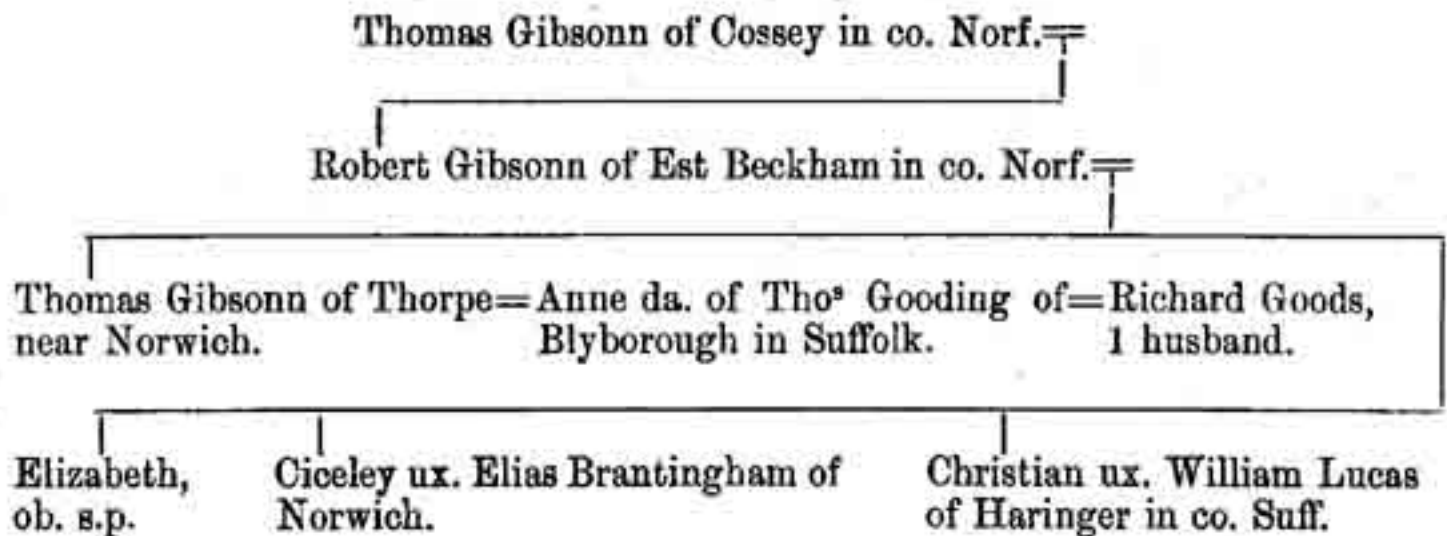 Thomas Gibsonn of Cossey in co. Norf.=
Robert Gibsonn of Est Beckham in co. Norf.=
Thomas Gibsonn of Thorpe=Anne da. of Thoˢ Gooding of=Richard Goods,
near Norwich. Blyborough in Suffolk. 1 husband.
Elizabeth, Ciceley ux. Elias Brantingham of Christian ux. William Lucas
ob. s.p. Norwich. of Haringer in co. Suff.